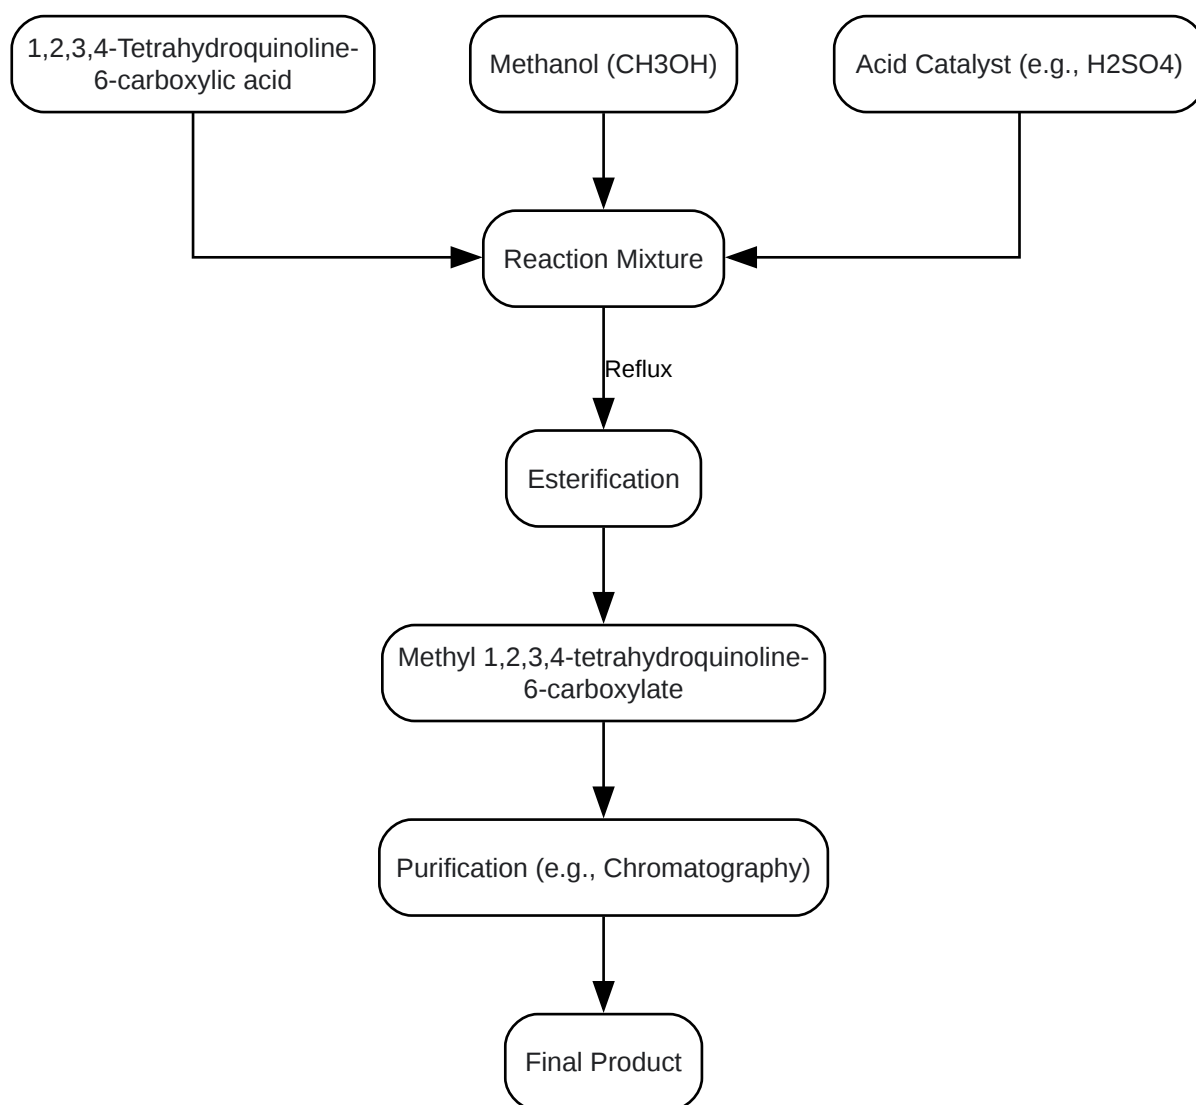 1,2,3,4-Tetrahydroquinoline-
6-carboxylic acid
Methanol (CH3OH)
Acid Catalyst (e.g., H2SO4)
Reaction Mixture
Reflux
Esterification
Methyl 1,2,3,4-tetrahydroquinoline-
6-carboxylate
Purification (e.g., Chromatography)
Final Product